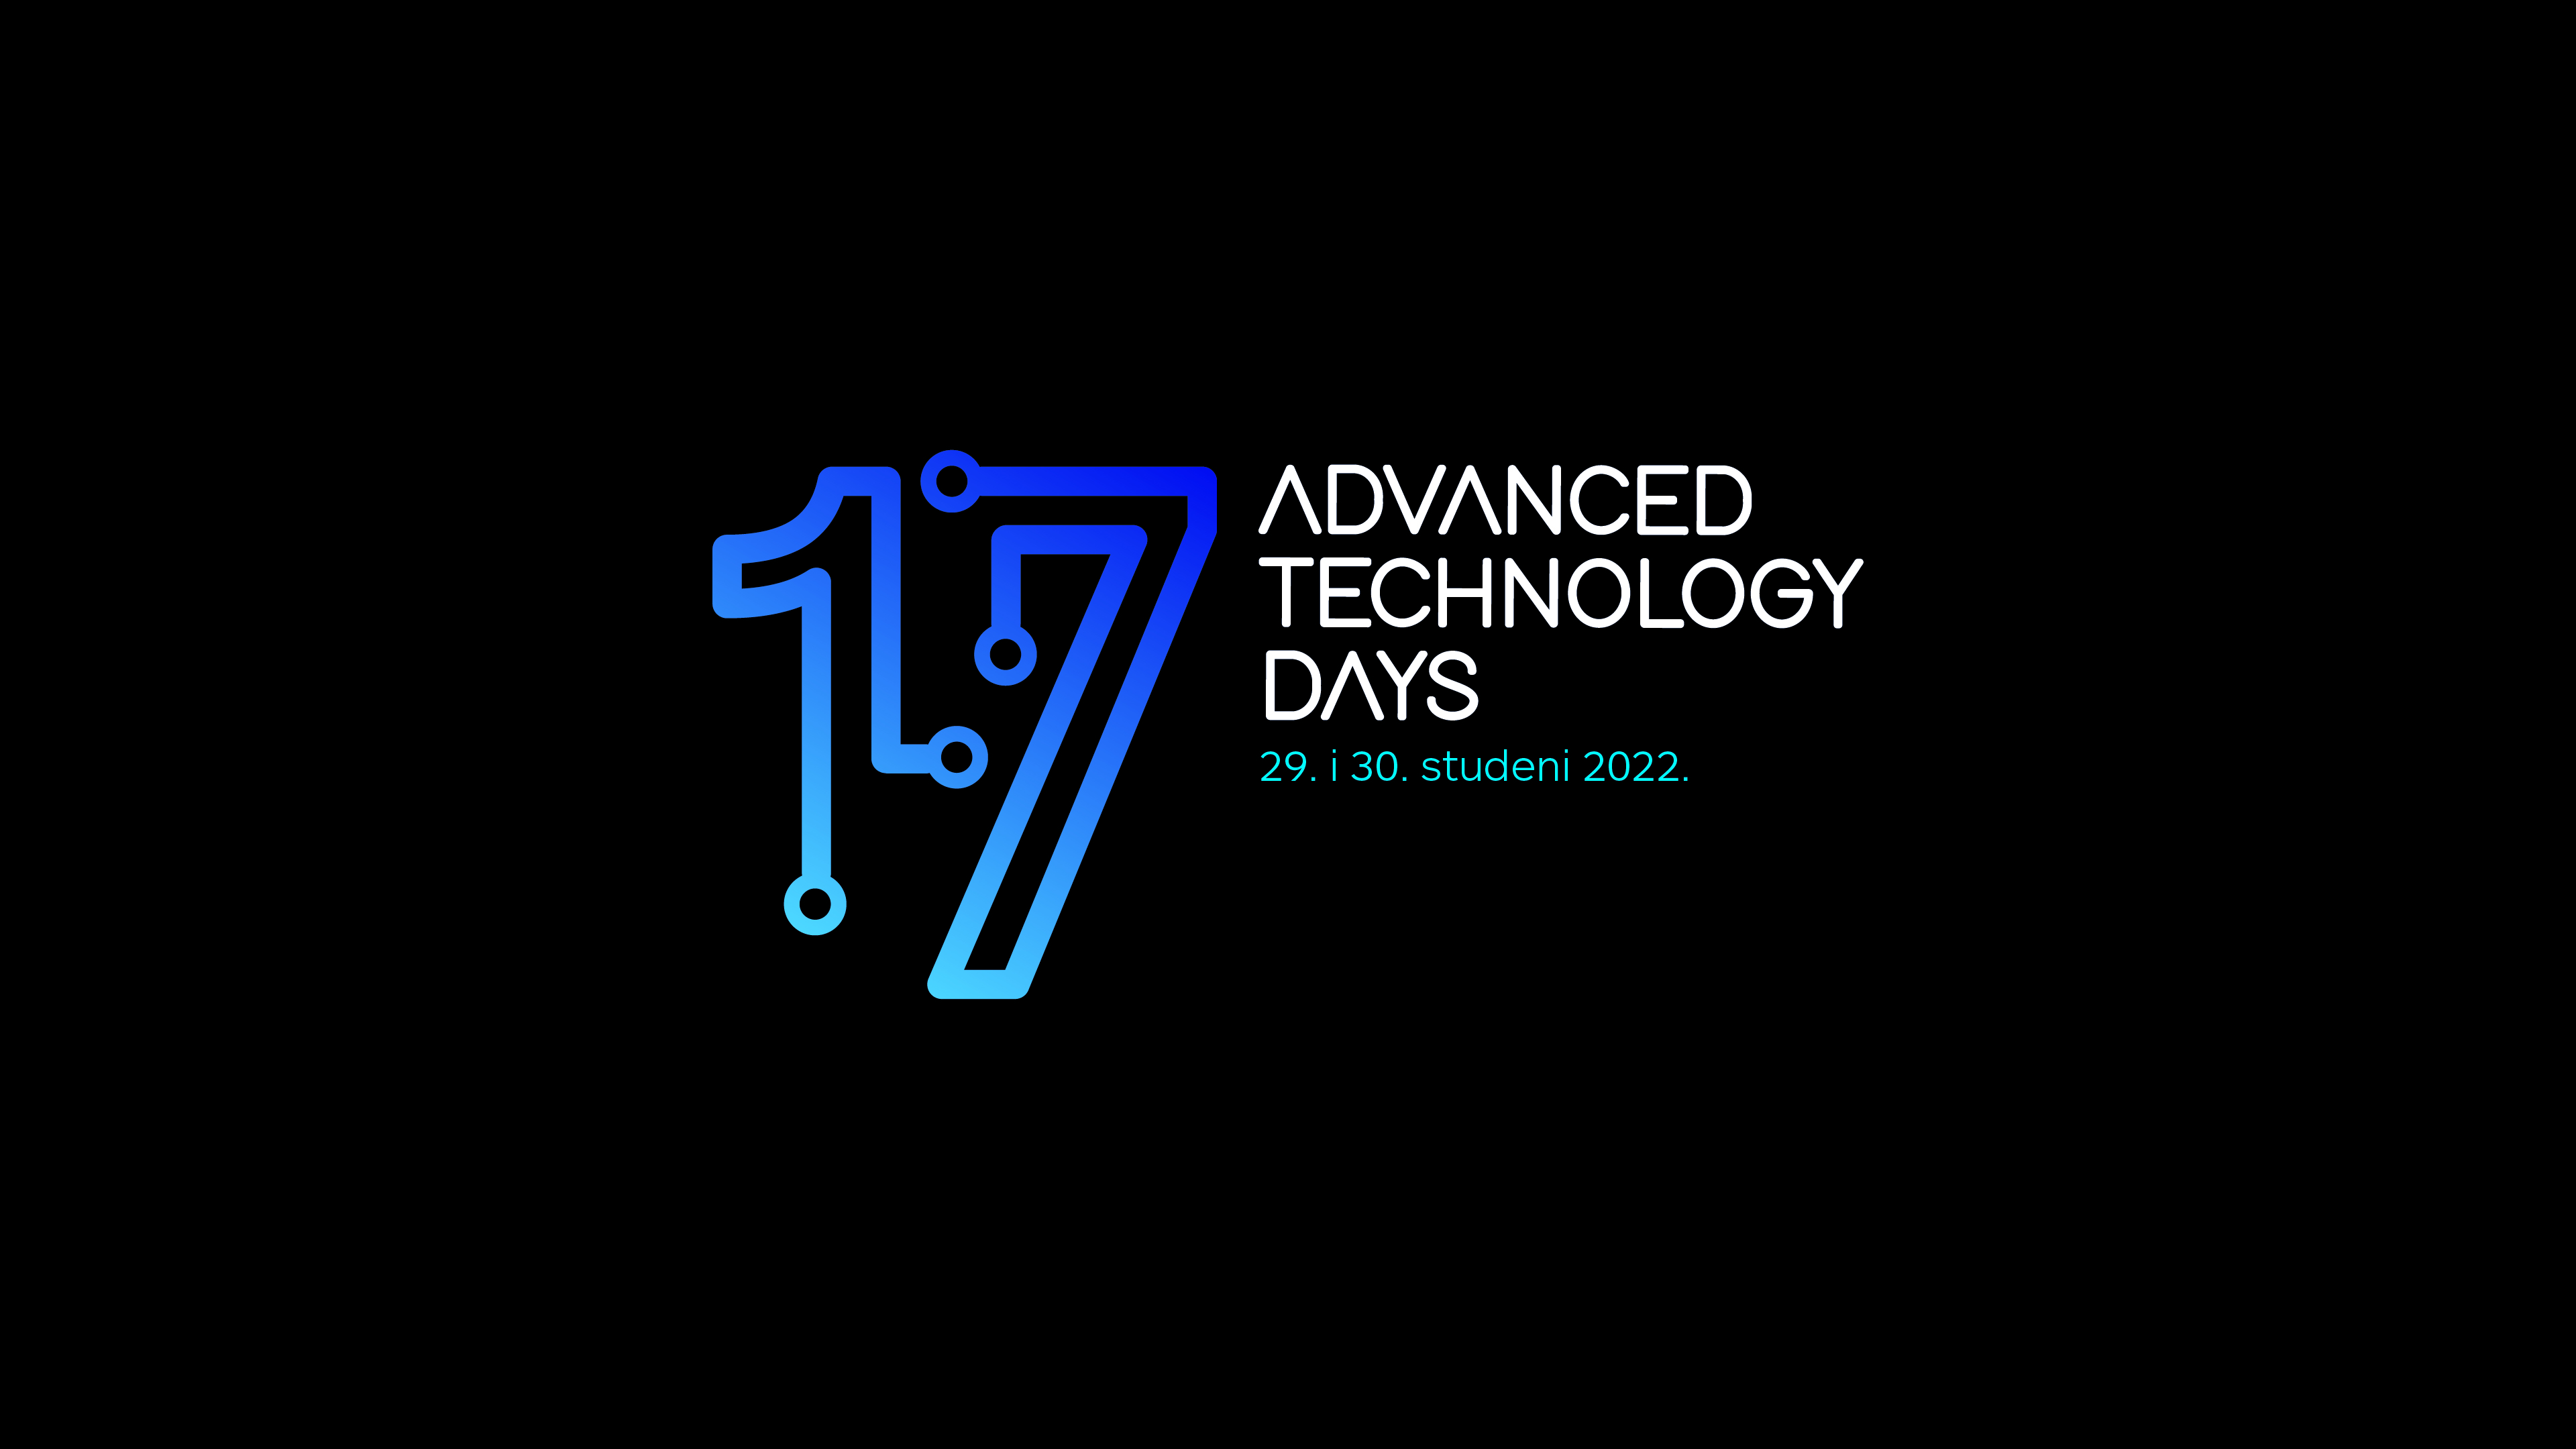 17
ADVANCED
TECHNOLOGY
DAYS
29. i 30. studeni 2022.